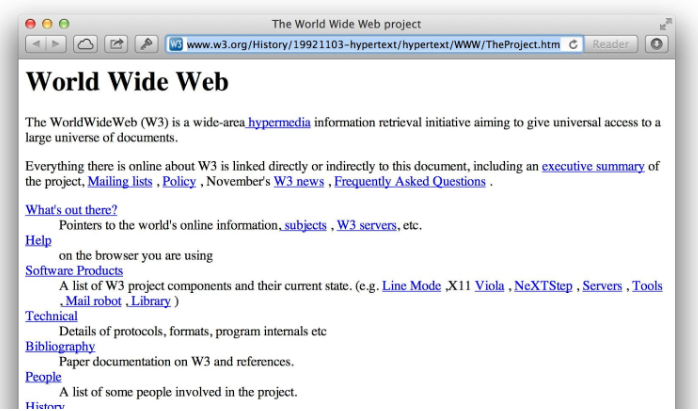 The World Wide Web project
W3 www.w3.org/History/19921103-hypertext/hypertext/WWW/TheProject.htm Reader
World Wide Web
The WorldWideWeb (W3) is a wide-area hypermedia information retrieval initiative aiming to give universal access to a
large universe of documents.
Everything there is online about W3 is linked directly or indirectly to this document, including an executive summary of
the project, Mailing lists , Policy , November's W3 news , Frequently Asked Questions .
What's out there?
Pointers to the world's online information, subjects , W3 servers, etc.
Help
on the browser you are using
Software Products
A list of W3 project components and their current state. (e.g. Line Mode ,X11 Viola , NeXTStep , Servers , Tools
, Mail robot , Library )
Technical
Details of protocols, formats, program internals etc
Bibliography
Paper documentation on W3 and references.
People
A list of some people involved in the project.
History